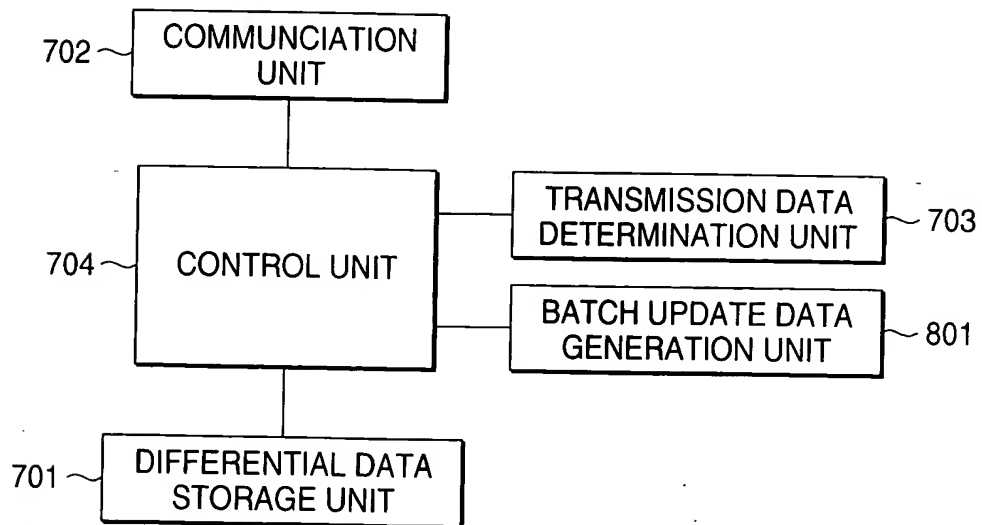 702
COMMUNCIATION
UNIT
704
CONTROL UNIT
TRANSMISSION DATA
DETERMINATION UNIT
703
BATCH UPDATE DATA
GENERATION UNIT
801
701
DIFFERENTIAL DATA
STORAGE UNIT